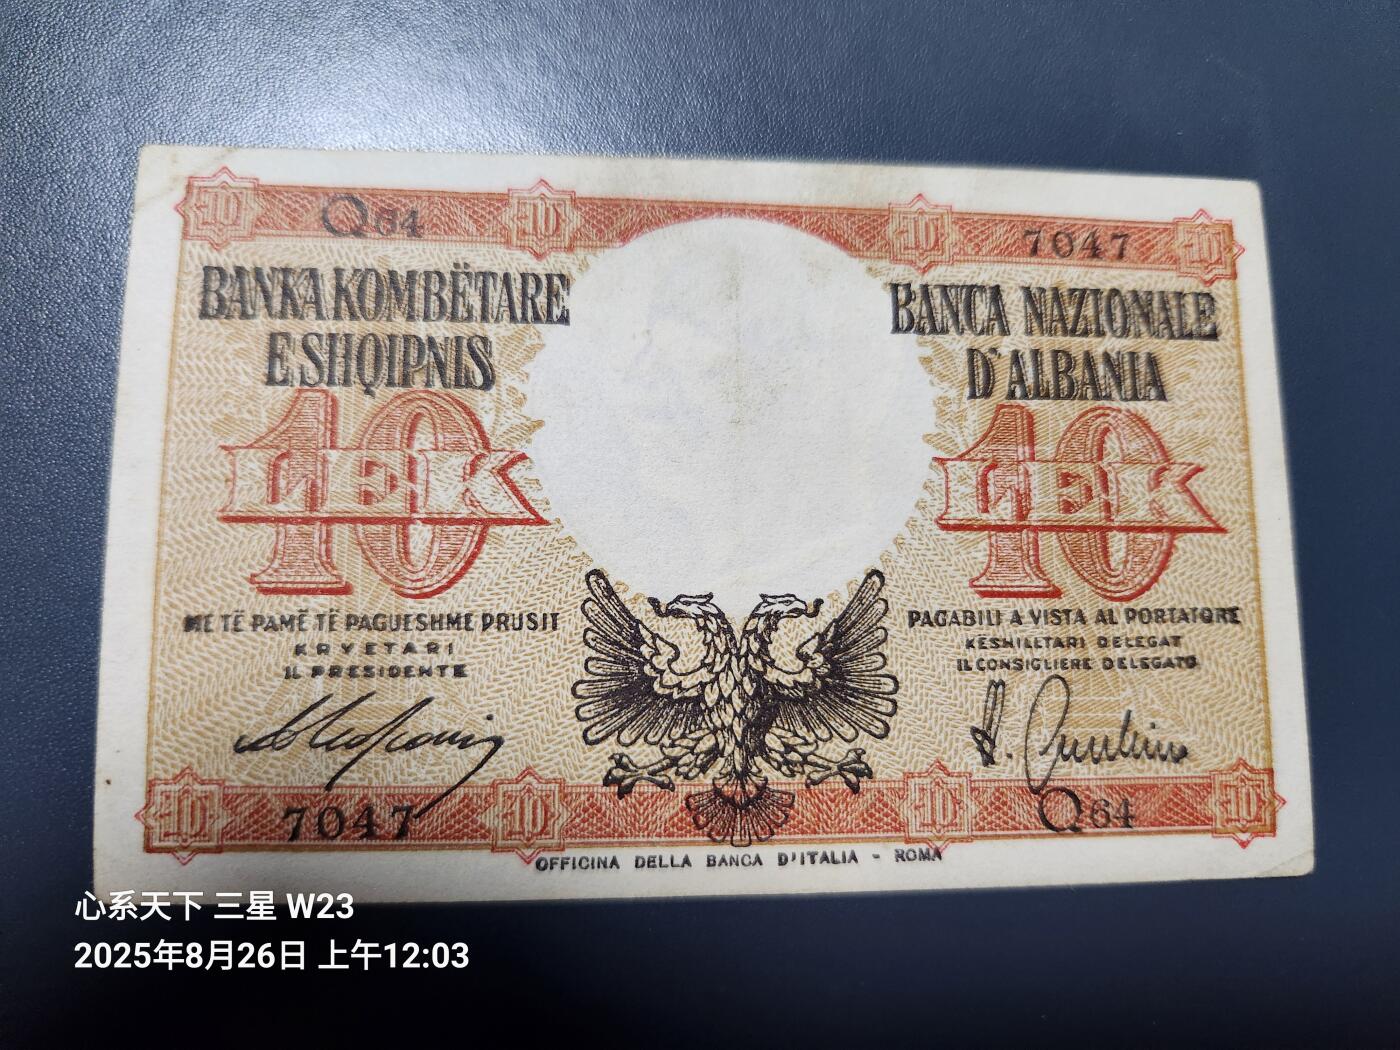 Q64
7047
BANKA KOMBËTARE
E SHQIPNIS
BANCA NAZIONALE
D'ALBANIA
10
LEK
10
LEK
ME TË PAMË TË PAGUESHME PRUSIT
KRYETARI
IL PRESIDENTE
PAGABILI A VISTA AL PORTATORE
KËSHILLTARI DELEGAT
IL CONSIGLIERE DELEGATO
7047
Q64
OFFICINA DELLA BANCA D'ITALIA - ROMA
心系天下 三星 W23
2025年8月26日 上午12:03